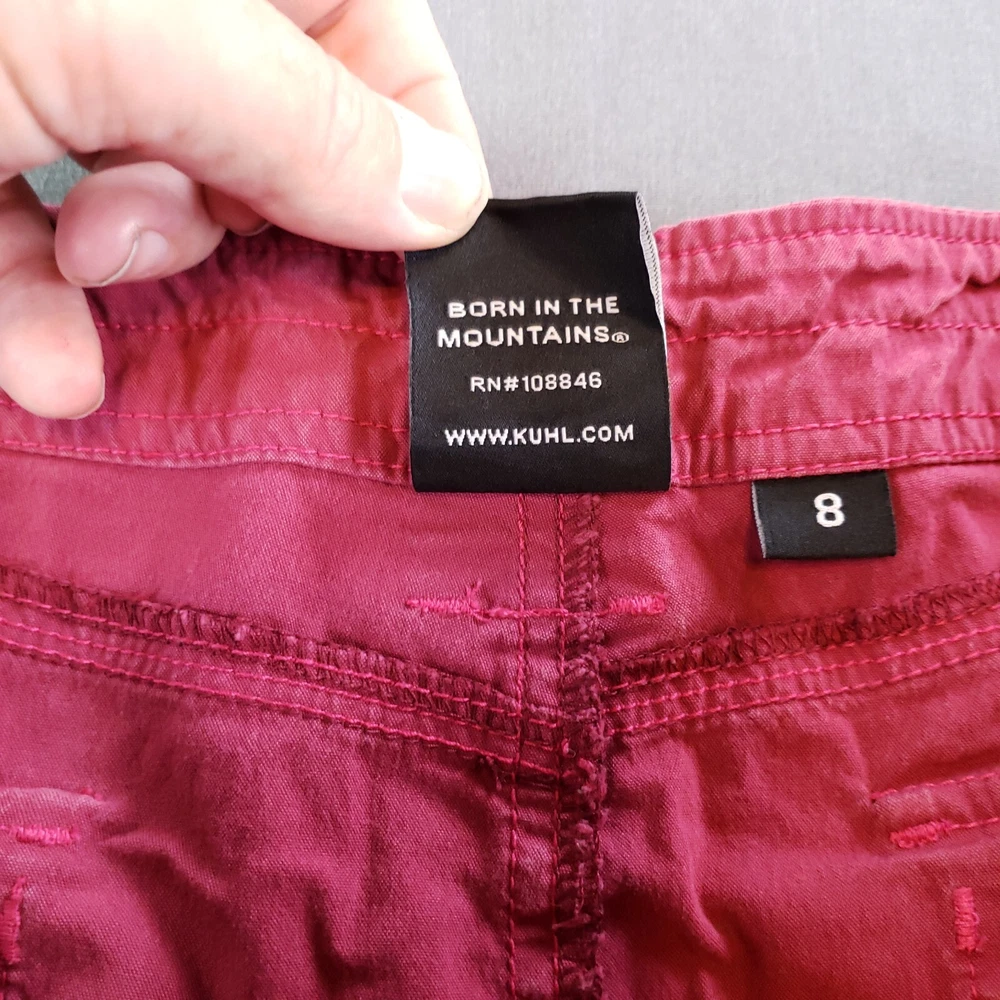 BORN IN THE
MOUNTAINS®
RN#108846
WWW.KUHL.COM
8